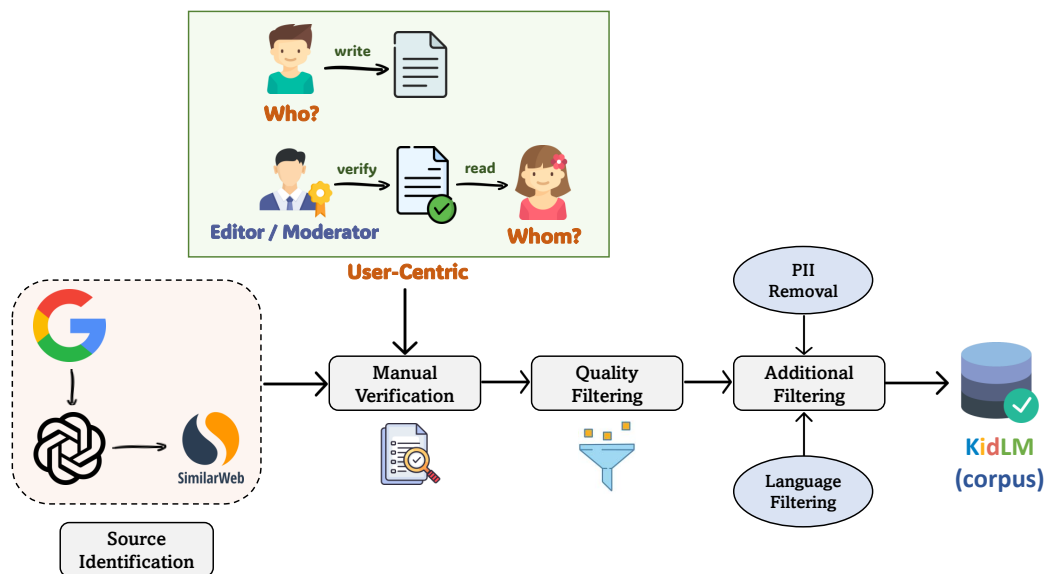 write
Who?
verify
read
Editor / Moderator
Whom?
User-Centric
PII
Removal
SimilarWeb
Manual
Verification
Quality
Filtering
Additional
Filtering
KidLM
(corpus)
Language
Filtering
Source
Identification